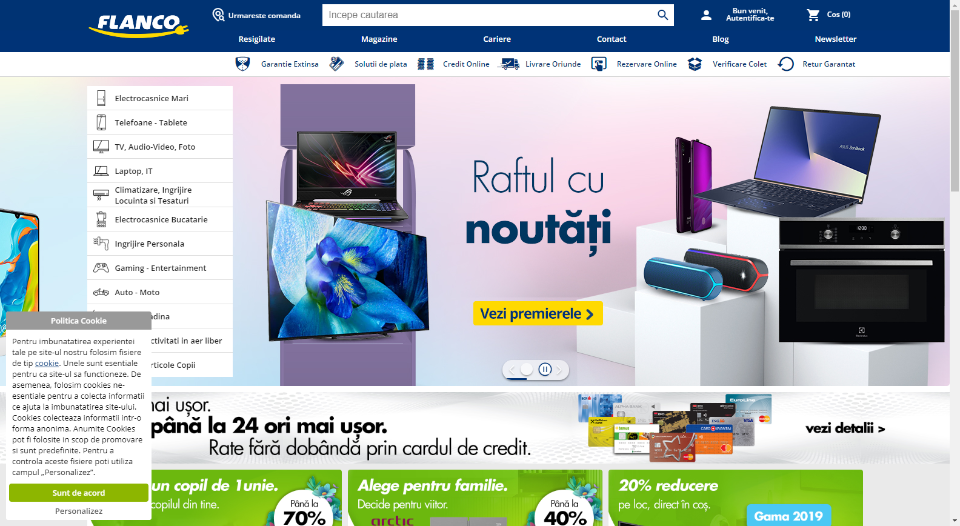 FLANCO
Urmareste comanda
Incepe cautarea
Bun venit,
Autentifica-te
Cos (0)
Resigilate
Magazine
Cariere
Contact
Blog
Newsletter
Garantie Extinsa
Solutii de plata
Credit Online
Livrare Oriunde
Rezervare Online
Verificare Colet
Retur Garantat
Electrocasnice Mari
Telefoane - Tablete
TV, Audio-Video, Foto
Laptop, IT
Climatizare, Ingrijire
Locuinta si Tesaturi
Electrocasnice Bucatarie
Ingrijire Personala
Gaming - Entertainment
Auto - Moto
adina
ctivitati in aer liber
rticole Copii
Raftul cu
noutăți
Vezi premierele >
Politica Cookie
Pentru imbunatatirea experientei
tale pe site-ul nostru folosim fisiere
de tip cookie. Unele sunt esentiale
pentru ca site-ul sa functioneze. De
asemenea, folosim cookies ne-
esentiale pentru a colecta informatii
ce ajuta la imbunatatirea site-ului.
Cookies colecteaza informatii intr-o
forma anonima. Anumite Cookies
pot fi folosite in scop de promovare
si sunt predefinite. Pentru a
controla aceste fisiere poti utiliza
campul „Personalizez”.
Sunt de acord
Personalizez
mai ușor.
până la 24 ori mai ușor.
Rate fără dobândă prin cardul de credit.
vezi detalii >
un copil de 1unie.
copilul din tine.
Până la
70%
Alege pentru familie.
Decide pentru viitor.
arctic
Până la
40%
20% reducere
pe loc, direct în coș.
Gama 2019